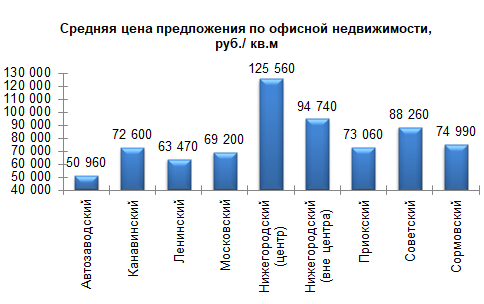 Средняя цена предложения по офисной недвижимости,
руб./ кв.м
130 000
120 000
110 000
100 000
90 000
80 000
70 000
60 000
50 000
40 000
50 960
72 600
63 470
69 200
125 560
94 740
73 060
88 260
74 990
Автозаводский
Канавинский
Ленинский
Московский
Нижегородский
(центр)
Нижегородский
(вне центра)
Приокский
Советский
Сормовский